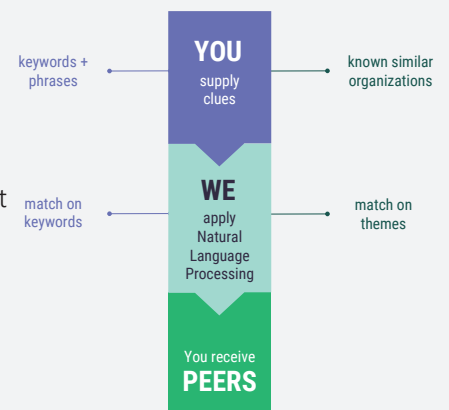 keywords +
phrases
YOU
supply
clues
known similar
organizations
t
match on
keywords
WE
apply
Natural
Language
Processing
match on
themes
You receive
PEERS